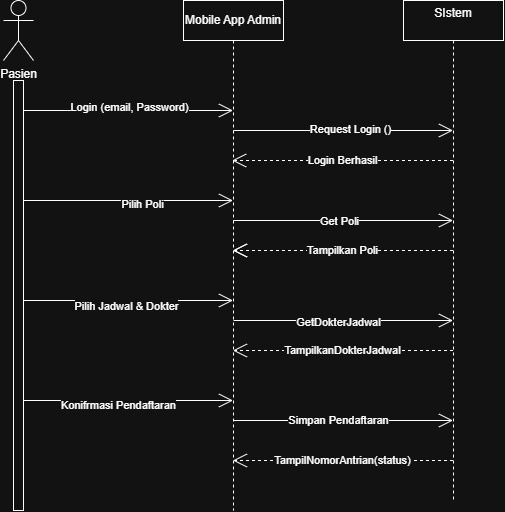 Mobile App Admin
SIstem
Pasien
Login (email, Password)
Request Login ()
Login Berhasil
Pilih Poli
Get Poli
Tampilkan Poli
Pilih Jadwal & Dokter
GetDokterJadwal
TampilkanDokterJadwal
Konifrmasi Pendaftaran
Simpan Pendaftaran
TampilNomorAntrian(status)